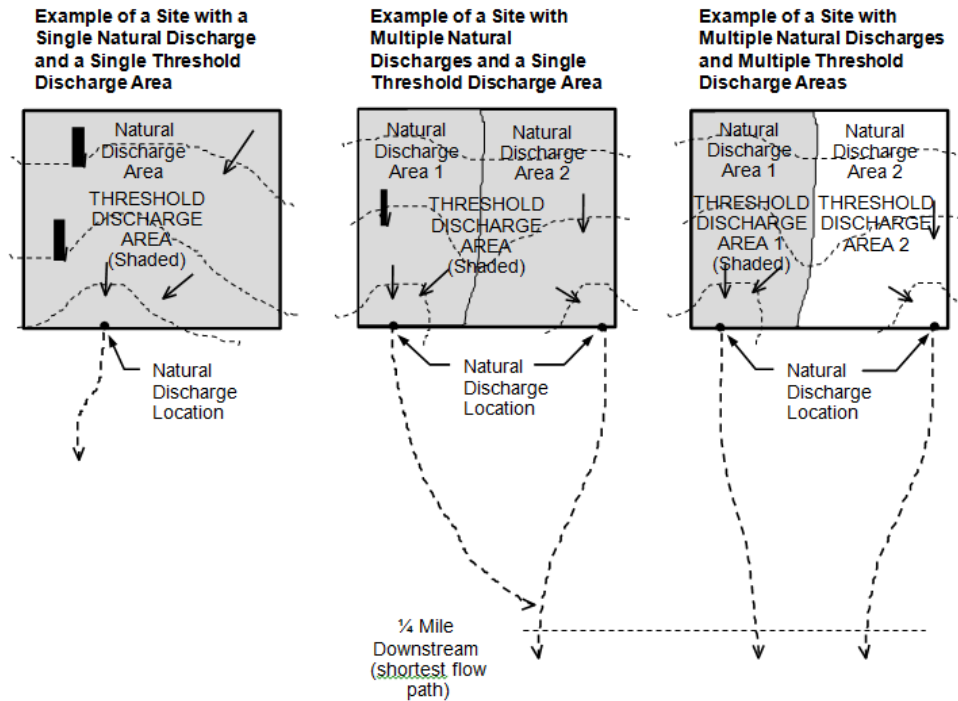 Example of a Site with a
Single Natural Discharge
and a Single Threshold
Discharge Area
Natural
Discharge
Area
THRESHOLD
DISCHARGE
AREA
(Shaded)
Natural
Discharge
Location
Example of a Site with
Multiple Natural
Discharges and a Single
Threshold Discharge Area
Natural
Discharge
Area 1
Natural
Discharge
Area 2
THRESHOLD
DISCHARGE
AREA
(Shaded)
Natural
Discharge
Location
¼ Mile
Downstream
(shortest flow
path)
Example of a Site with
Multiple Natural Discharges
and Multiple Threshold
Discharge Areas
Natural
Discharge
Area 1
Natural
Discharge
Area 2
THRESHOLD
DISCHARGE
AREA 1
(Shaded)
THRESHOLD
DISCHARGE
AREA 2
Natural
Discharge
Location